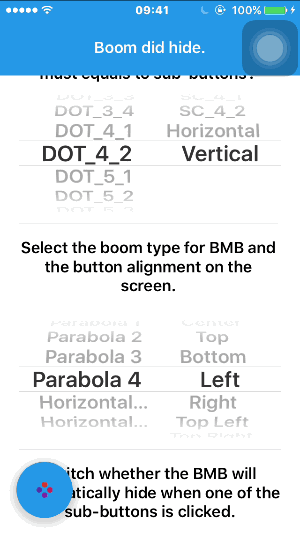 09:41
100%
Boom did hide.
must equals to sub-buttons?
DOT_3_3 SC_4_1
DOT_3_4 SC_4_2
DOT_4_1 Horizontal
DOT_4_2 Vertical
DOT_5_1
DOT_5_2
Select the boom type for BMB and
the button alignment on the
screen.
Parabola 1 Center
Parabola 2 Top
Parabola 3 Bottom
Parabola 4 Left
Horizontal... Right
Horizontal... Top Left
Top Right
itch whether the BMB will
atically hide when one of the
sub-buttons is clicked.